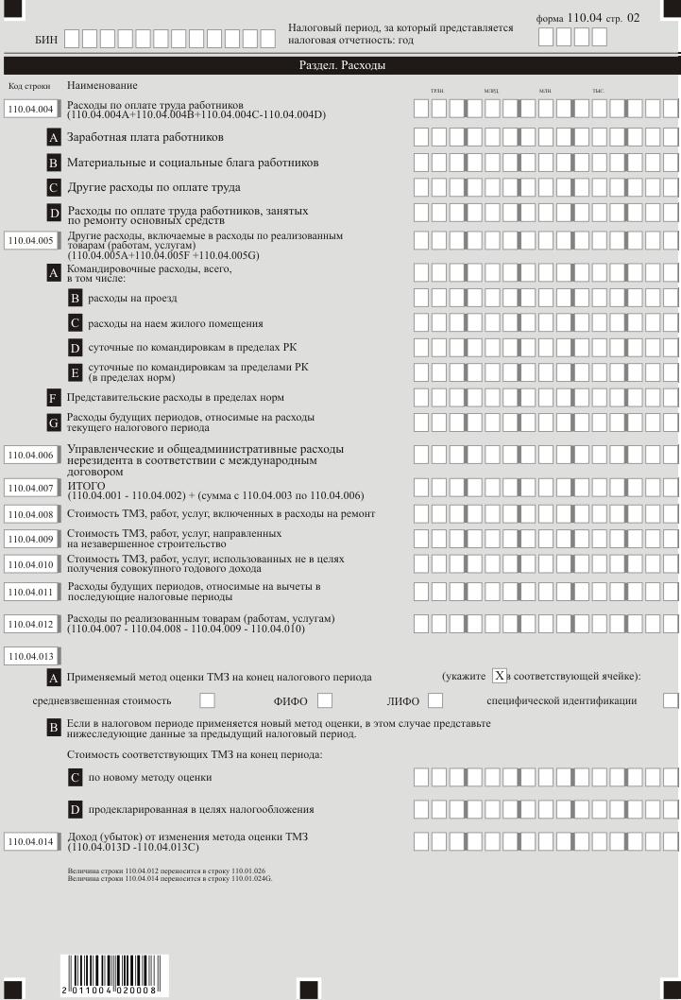 форма 110.04 стр. 02
БИН
Налоговый период, за который представляется
налоговая отчетность: год
Раздел. Расходы
Код строки Наименование
ТРЛН. МЛРД. МЛН. ТЫС.
110.04.004 Расходы по оплате труда работников
(110.04.004A+110.04.004B+110.04.004C-110.04.004D)
A Заработная плата работников
B Материальные и социальные блага работников
C Другие расходы по оплате труда
D Расходы по оплате труда работников, занятых
по ремонту основных средств
110.04.005 Другие расходы, включаемые в расходы по реализованным
товарам (работам, услугам)
(110.04.005A+110.04.005F +110.04.005G)
A Командировочные расходы, всего,
в том числе:
B расходы на проезд
C расходы на наем жилого помещения
D суточные по командировкам в пределах РК
E суточные по командировкам за пределами РК
(в пределах норм)
F Представительские расходы в пределах норм
G Расходы будущих периодов, относимые на расходы
текущего налогового периода
110.04.006 Управленческие и общеадминистративные расходы
нерезидента в соответствии с международным
договором
110.04.007 ИТОГО
(110.04.001 - 110.04.002) + (сумма с 110.04.003 по 110.04.006)
110.04.008 Стоимость ТМЗ, работ, услуг, включенных в расходы на ремонт
110.04.009 Стоимость ТМЗ, работ, услуг, направленных
на незавершенное строительство
110.04.010 Стоимость ТМЗ, работ, услуг, использованных не в целях
получения совокупного годового дохода
110.04.011 Расходы будущих периодов, относимые на вычеты в
последующие налоговые периоды
110.04.012 Расходы по реализованным товарам (работам, услугам)
(110.04.007 - 110.04.008 - 110.04.009 - 110.04.010)
110.04.013
A Применяемый метод оценки ТМЗ на конец налогового периода (укажите X в соответствующей ячейке):
средневзвешенная стоимость ФИФО ЛИФО специфической идентификации
B Если в налоговом периоде применяется новый метод оценки, в этом случае представьте
нижеследующие данные за предыдущий налоговый период.
Стоимость соответствующих ТМЗ на конец периода:
C по новому методу оценки
D продекларированная в целях налогообложения
110.04.014 Доход (убыток) от изменения метода оценки ТМЗ
(110.04.013D -110.04.013C)
Величина строки 110.04.012 переносится в строку 110.01.026
Величина строки 110.04.014 переносится в строку 110.01.024G.
2 011004 020008